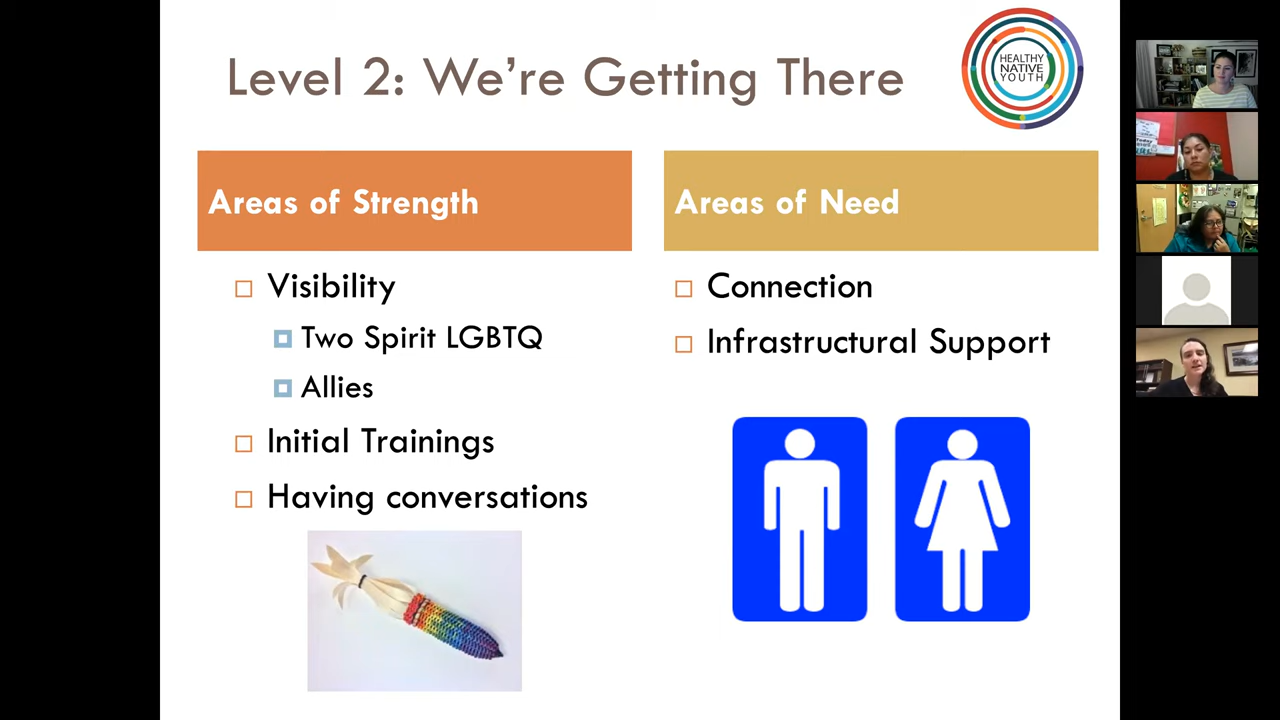 Level 2: We're Getting There
HEALTHY
NATIVE
YOUTH
Areas of Strength
Visibility
Two Spirit LGBTQ
Allies
Initial Trainings
Having conversations
Areas of Need
Connection
Infrastructural Support